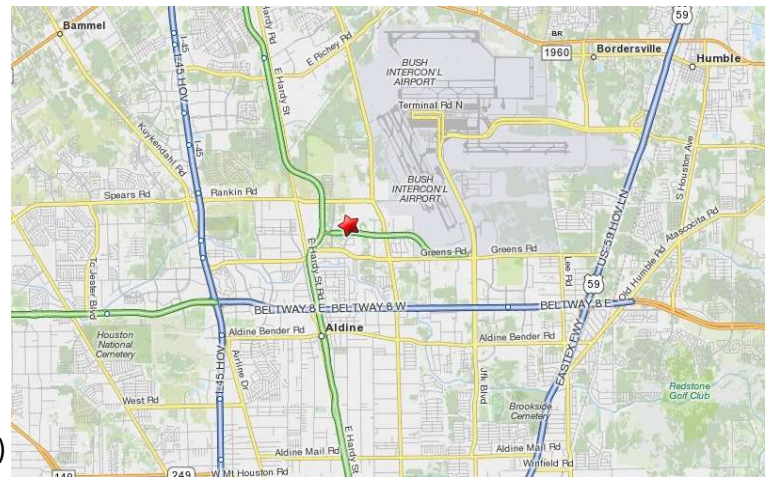 59
Bammel
BR
1960
Bordersville
Humble
E Richey Rd
I-45
I-45 HOV
E Hardy Rd
E Hardy St
BUSH
INTERCON'L
AIRPORT
Terminal Rd N
Kuykendahl Rd
I-45
S Houston Ave
Spears Rd
Rankin Rd
BUSH
INTERCON'L
AIRPORT
US-59 HOV LN
Atascocita Rd
To Jester Blvd
Greens Rd
Greens Rd
Lee Rd
Old Humble Rd
59
E Hardy St Rd
BELTWAY 8 E
BELTWAY 8 W
BELTWAY 8 E
Houston
National
Cemetery
Aldine Bender Rd
Aldine
Aldine Bender Rd
Airline Dr
I-45 HOV
EASTEX FWY
West Rd
Jfk Blvd
Brookside
Cemetery
Redstone
Golf Club
E Hardy St
Aldine Mail Rd
Aldine Mail Rd
)
149
249
W Mt Houston Rd
Winfield Rd